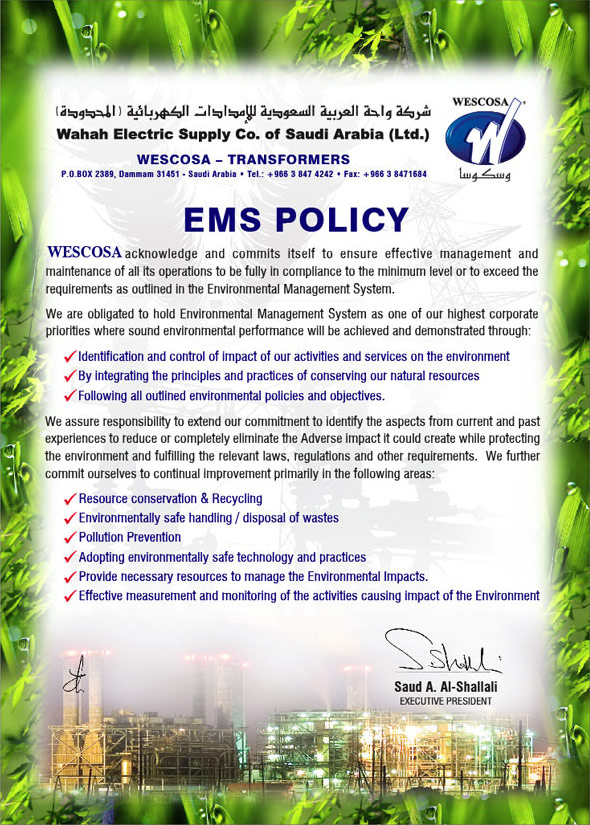 شركة واحة العربية السعودية للإمدادات الكهربائية (المحدودة)
Wahah Electric Supply Co. of Saudi Arabia (Ltd.)
WESCOSA – TRANSFORMERS
P.O.BOX 2389, Dammam 31451 - Saudi Arabia • Tel.: +966 3 847 4242 • Fax: +966 3 8471684
WESCOSA
W
وسكوسا
EMS POLICY
WESCOSA acknowledge and commits itself to ensure effective management and
maintenance of all its operations to be fully in compliance to the minimum level or to exceed the
requirements as outlined in the Environmental Management System.
We are obligated to hold Environmental Management System as one of our highest corporate
priorities where sound environmental performance will be achieved and demonstrated through:
✓ Identification and control of impact of our activities and services on the environment
✓ By integrating the principles and practices of conserving our natural resources
✓ Following all outlined environmental policies and objectives.
We assure responsibility to extend our commitment to identify the aspects from current and past
experiences to reduce or completely eliminate the Adverse impact it could create while protecting
the environment and fulfilling the relevant laws, regulations and other requirements. We further
commit ourselves to continual improvement primarily in the following areas:
✓ Resource conservation & Recycling
✓ Environmentally safe handling / disposal of wastes
✓ Pollution Prevention
✓ Adopting environmentally safe technology and practices
✓ Provide necessary resources to manage the Environmental Impacts.
✓ Effective measurement and monitoring of the activities causing impact of the Environment
Saud A. Al-Shallali
EXECUTIVE PRESIDENT